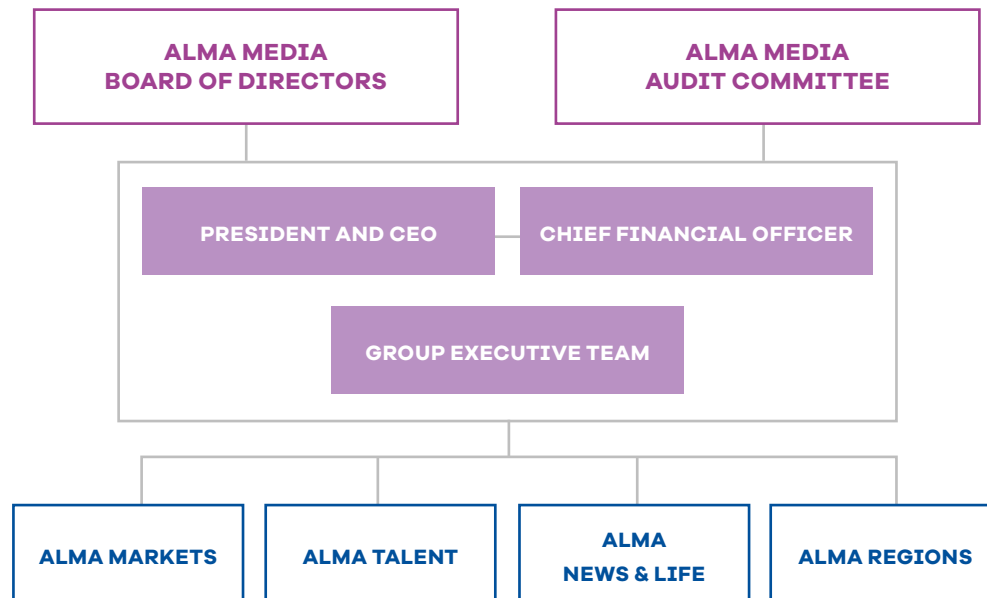 ALMA MEDIA
BOARD OF DIRECTORS
ALMA MEDIA
AUDIT COMMITTEE
PRESIDENT AND CEO
CHIEF FINANCIAL OFFICER
GROUP EXECUTIVE TEAM
ALMA MARKETS
ALMA TALENT
ALMA
NEWS & LIFE
ALMA REGIONS